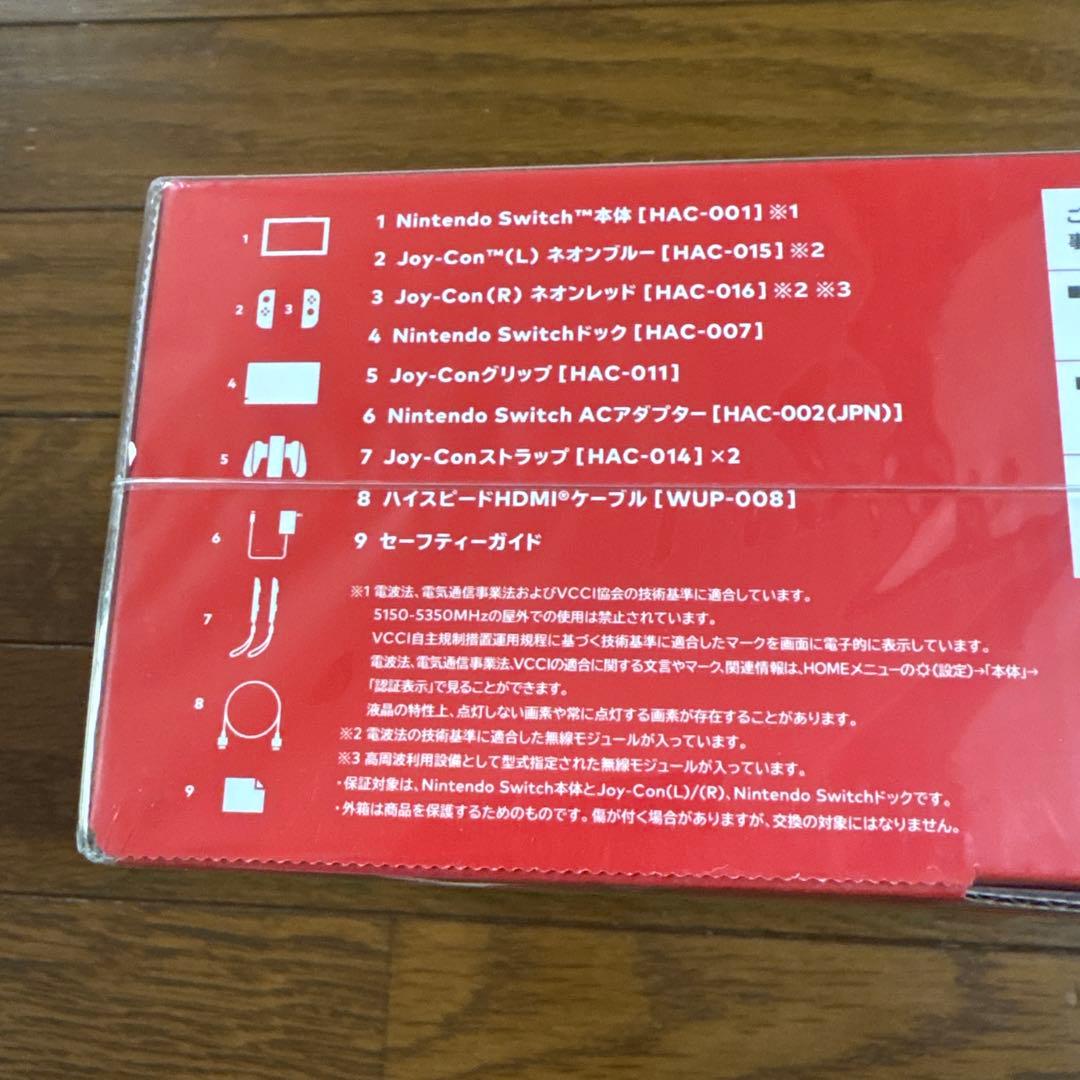 1 Nintendo Switch™本体 [HAC-001] ※1
2 Joy-Con™(L) ネオンブルー [HAC-015] ※2
3 Joy-Con(R) ネオンレッド [HAC-016] ※2 ※3
4 Nintendo Switchドック [HAC-007]
5 Joy-Conグリップ [HAC-011]
6 Nintendo Switch ACアダプター [HAC-002(JPN)]
7 Joy-Conストラップ [HAC-014] ×2
8 ハイスピードHDMI®ケーブル [WUP-008]
9 セーフティーガイド
1
2 3
4
5
6
7
8
9
※1 電波法、電気通信事業法およびVCCI協会の技術基準に適合しています。
5150-5350MHzの屋外での使用は禁止されています。
VCCI自主規制措置運用規程に基づく技術基準に適合したマークを画面に電子的に表示しています。
電波法、電気通信事業法、VCCIの適合に関する文言やマーク、関連情報は、HOMEメニューの(設定)→「本体」→
「認証表示」で見ることができます。
液晶の特性上、点灯しない画素や常に点灯する画素が存在することがあります。
※2 電波法の技術基準に適合した無線モジュールが入っています。
※3 高周波利用設備として型式指定された無線モジュールが入っています。
・保証対象は、Nintendo Switch本体とJoy-Con(L)/(R)、Nintendo Switchドックです。
・外箱は商品を保護するためのものです。傷が付く場合がありますが、交換の対象にはなりません。